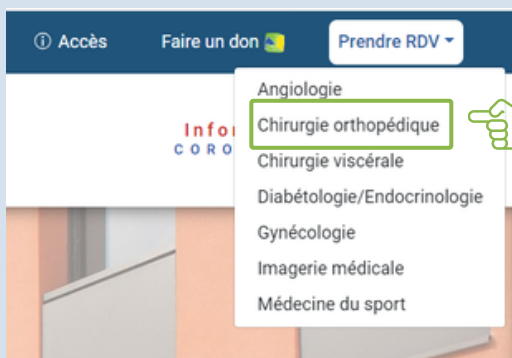 Accès Faire un don Prendre RDV
Angiologie
Chirurgie orthopédique
Chirurgie viscérale
Diabétologie/Endocrinologie
Gynécologie
Imagerie médicale
Médecine du sport